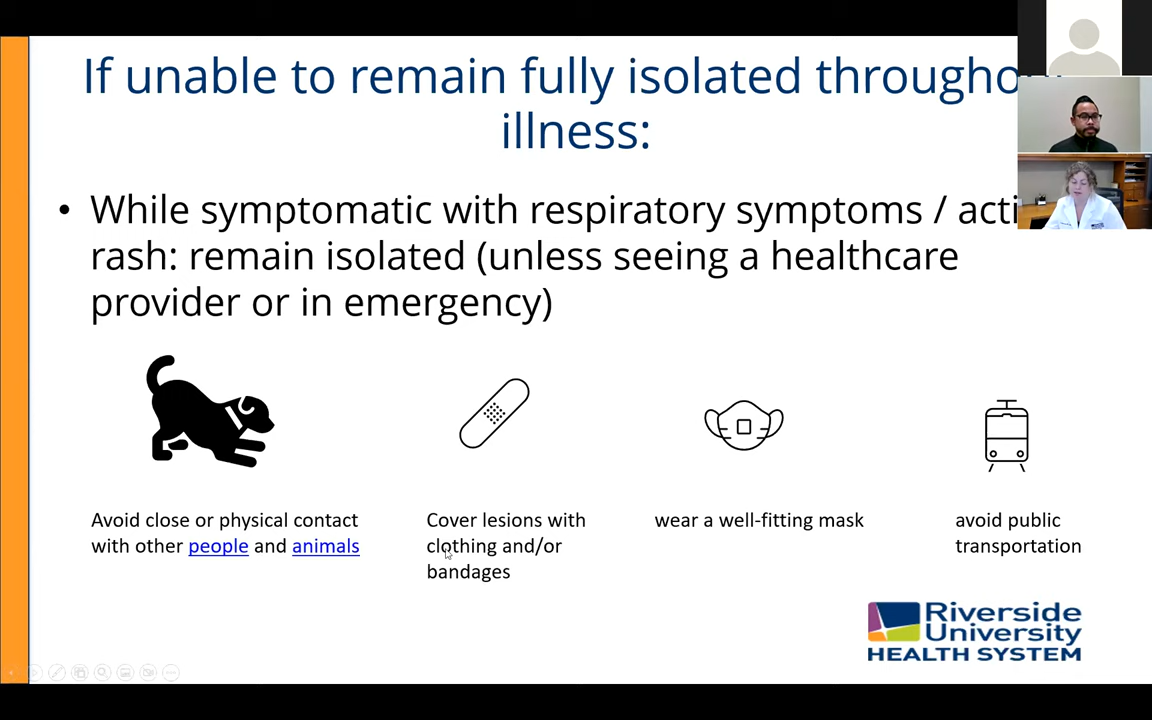 If unable to remain fully isolated
illness:
• While symptomatic with respiratory symptoms /
rash: remain isolated (unless seeing a healthcare
provider or in emergency)
Avoid close or physical contact
with other people and animals
Cover lesions with
clothing and/or
bandages
wear a well-fitting mask
avoid public
transportation
Riverside
University
HEALTH SYSTEM